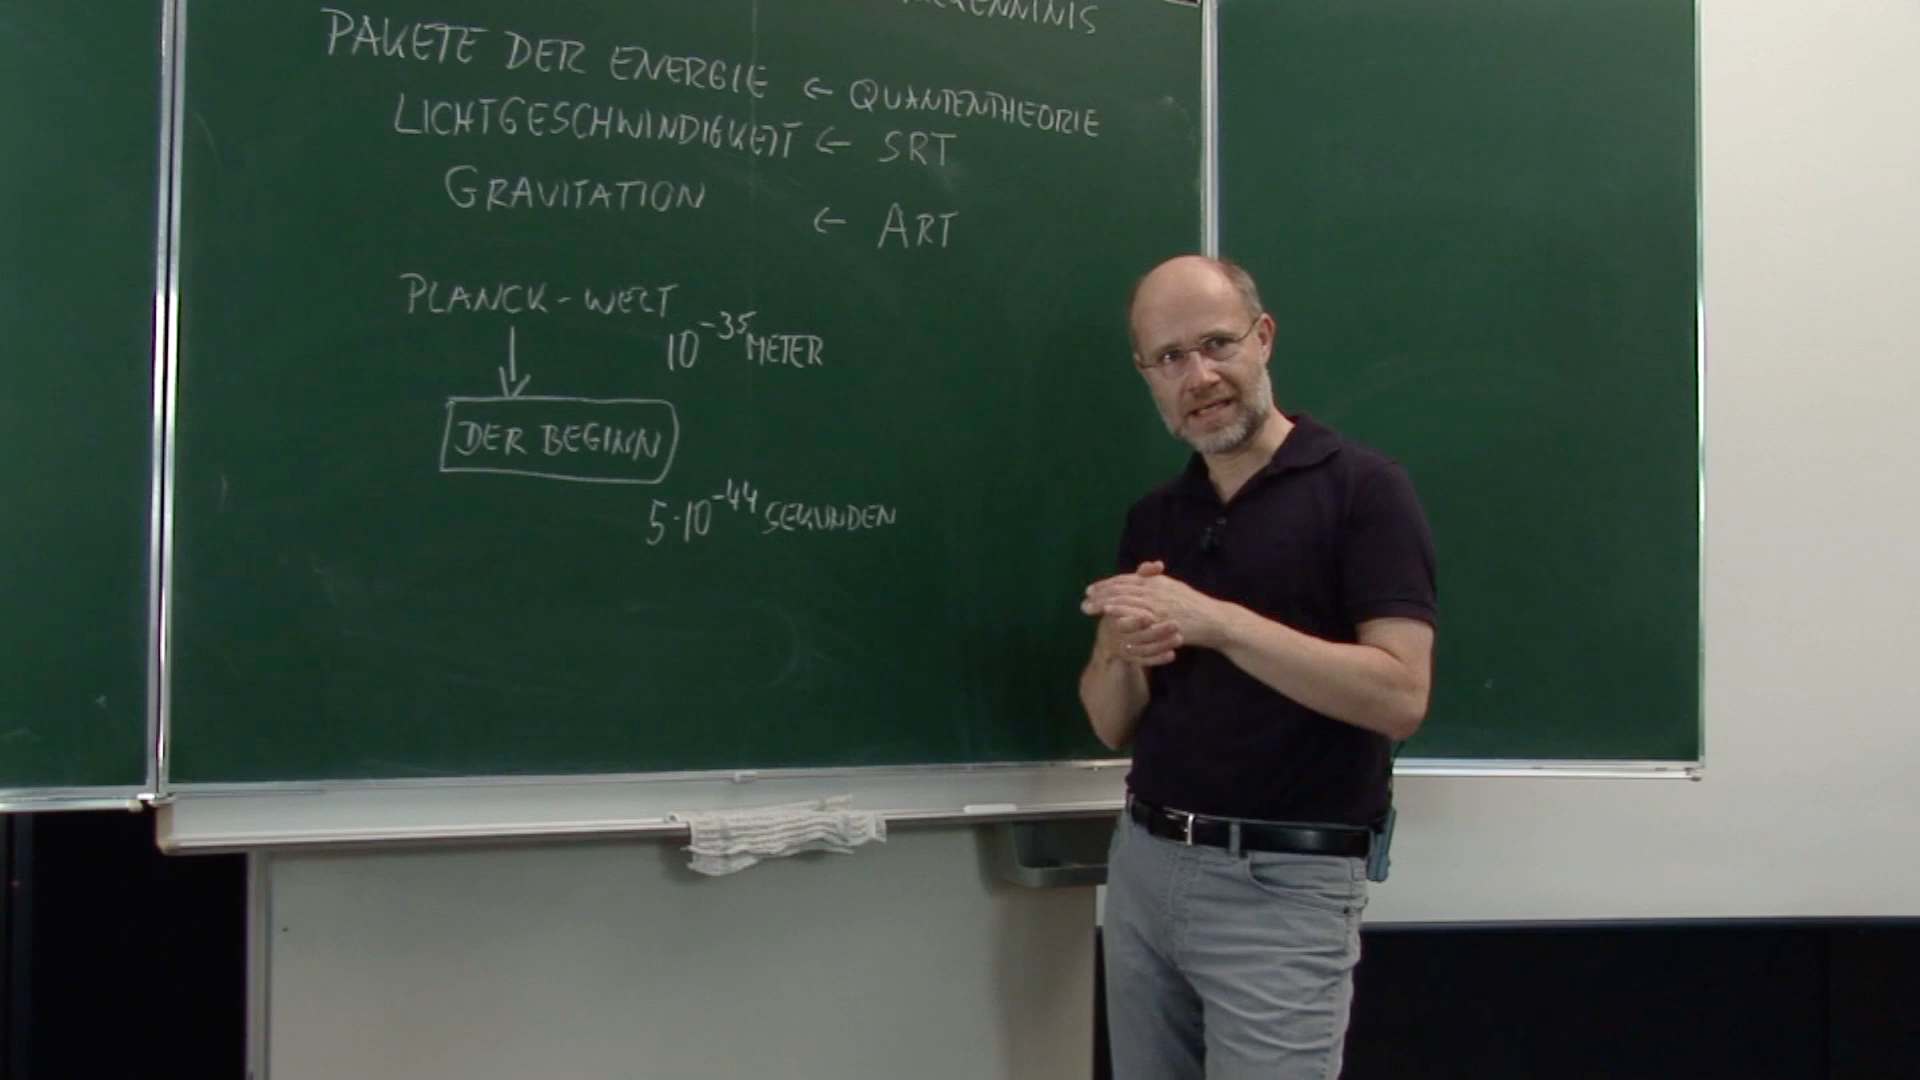 PAKETE DER ENERGIE ← QUANTENTHEORIE
LICHTGESCHWINDIGKEIT ← SRT
GRAVITATION ← ART
PLANCK-WELT
10⁻³⁵ METER
DER BEGINN
5·10⁻⁴⁴ SEKUNDEN